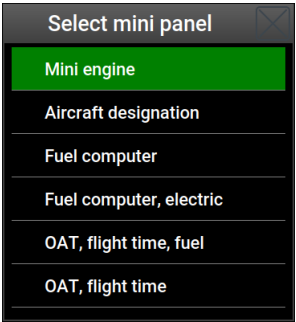 Select mini panel
Mini engine
Aircraft designation
Fuel computer
Fuel computer, electric
OAT, flight time, fuel
OAT, flight time